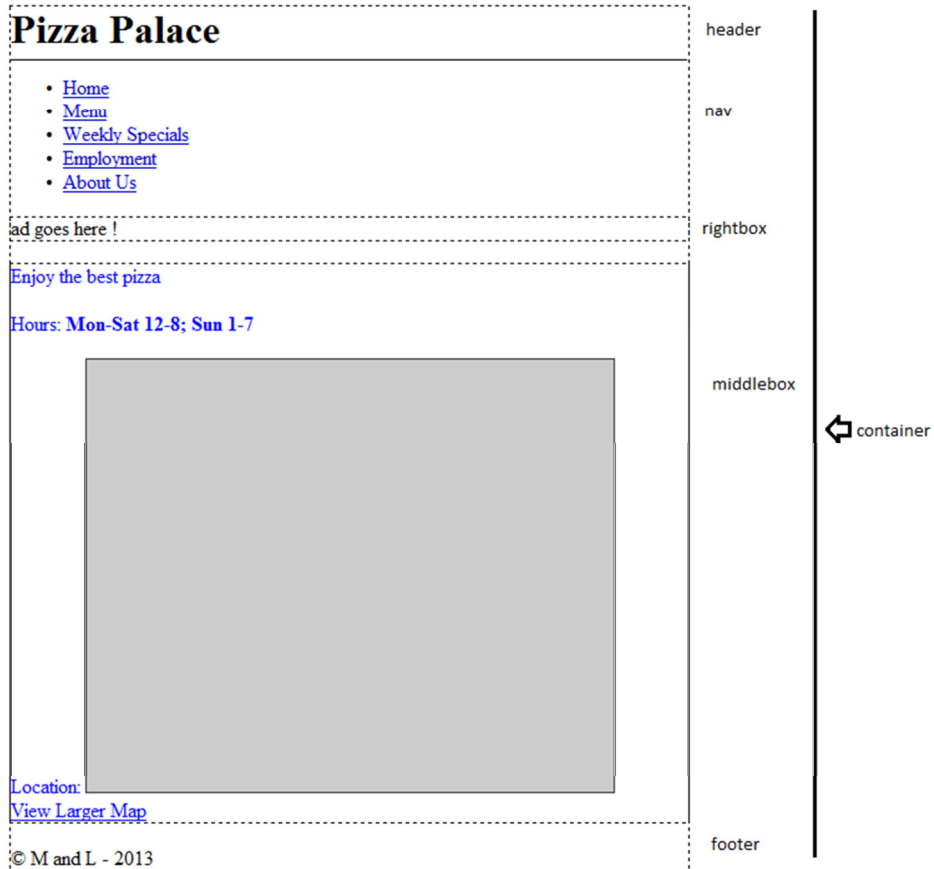 Pizza Palace
header
• Home
• Menu
nav
• Weekly Specials
• Employment
• About Us
ad goes here !
rightbox
Enjoy the best pizza
Hours: Mon-Sat 12-8; Sun 1-7
middlebox
container
Location:
View Larger Map
footer
© M and L - 2013